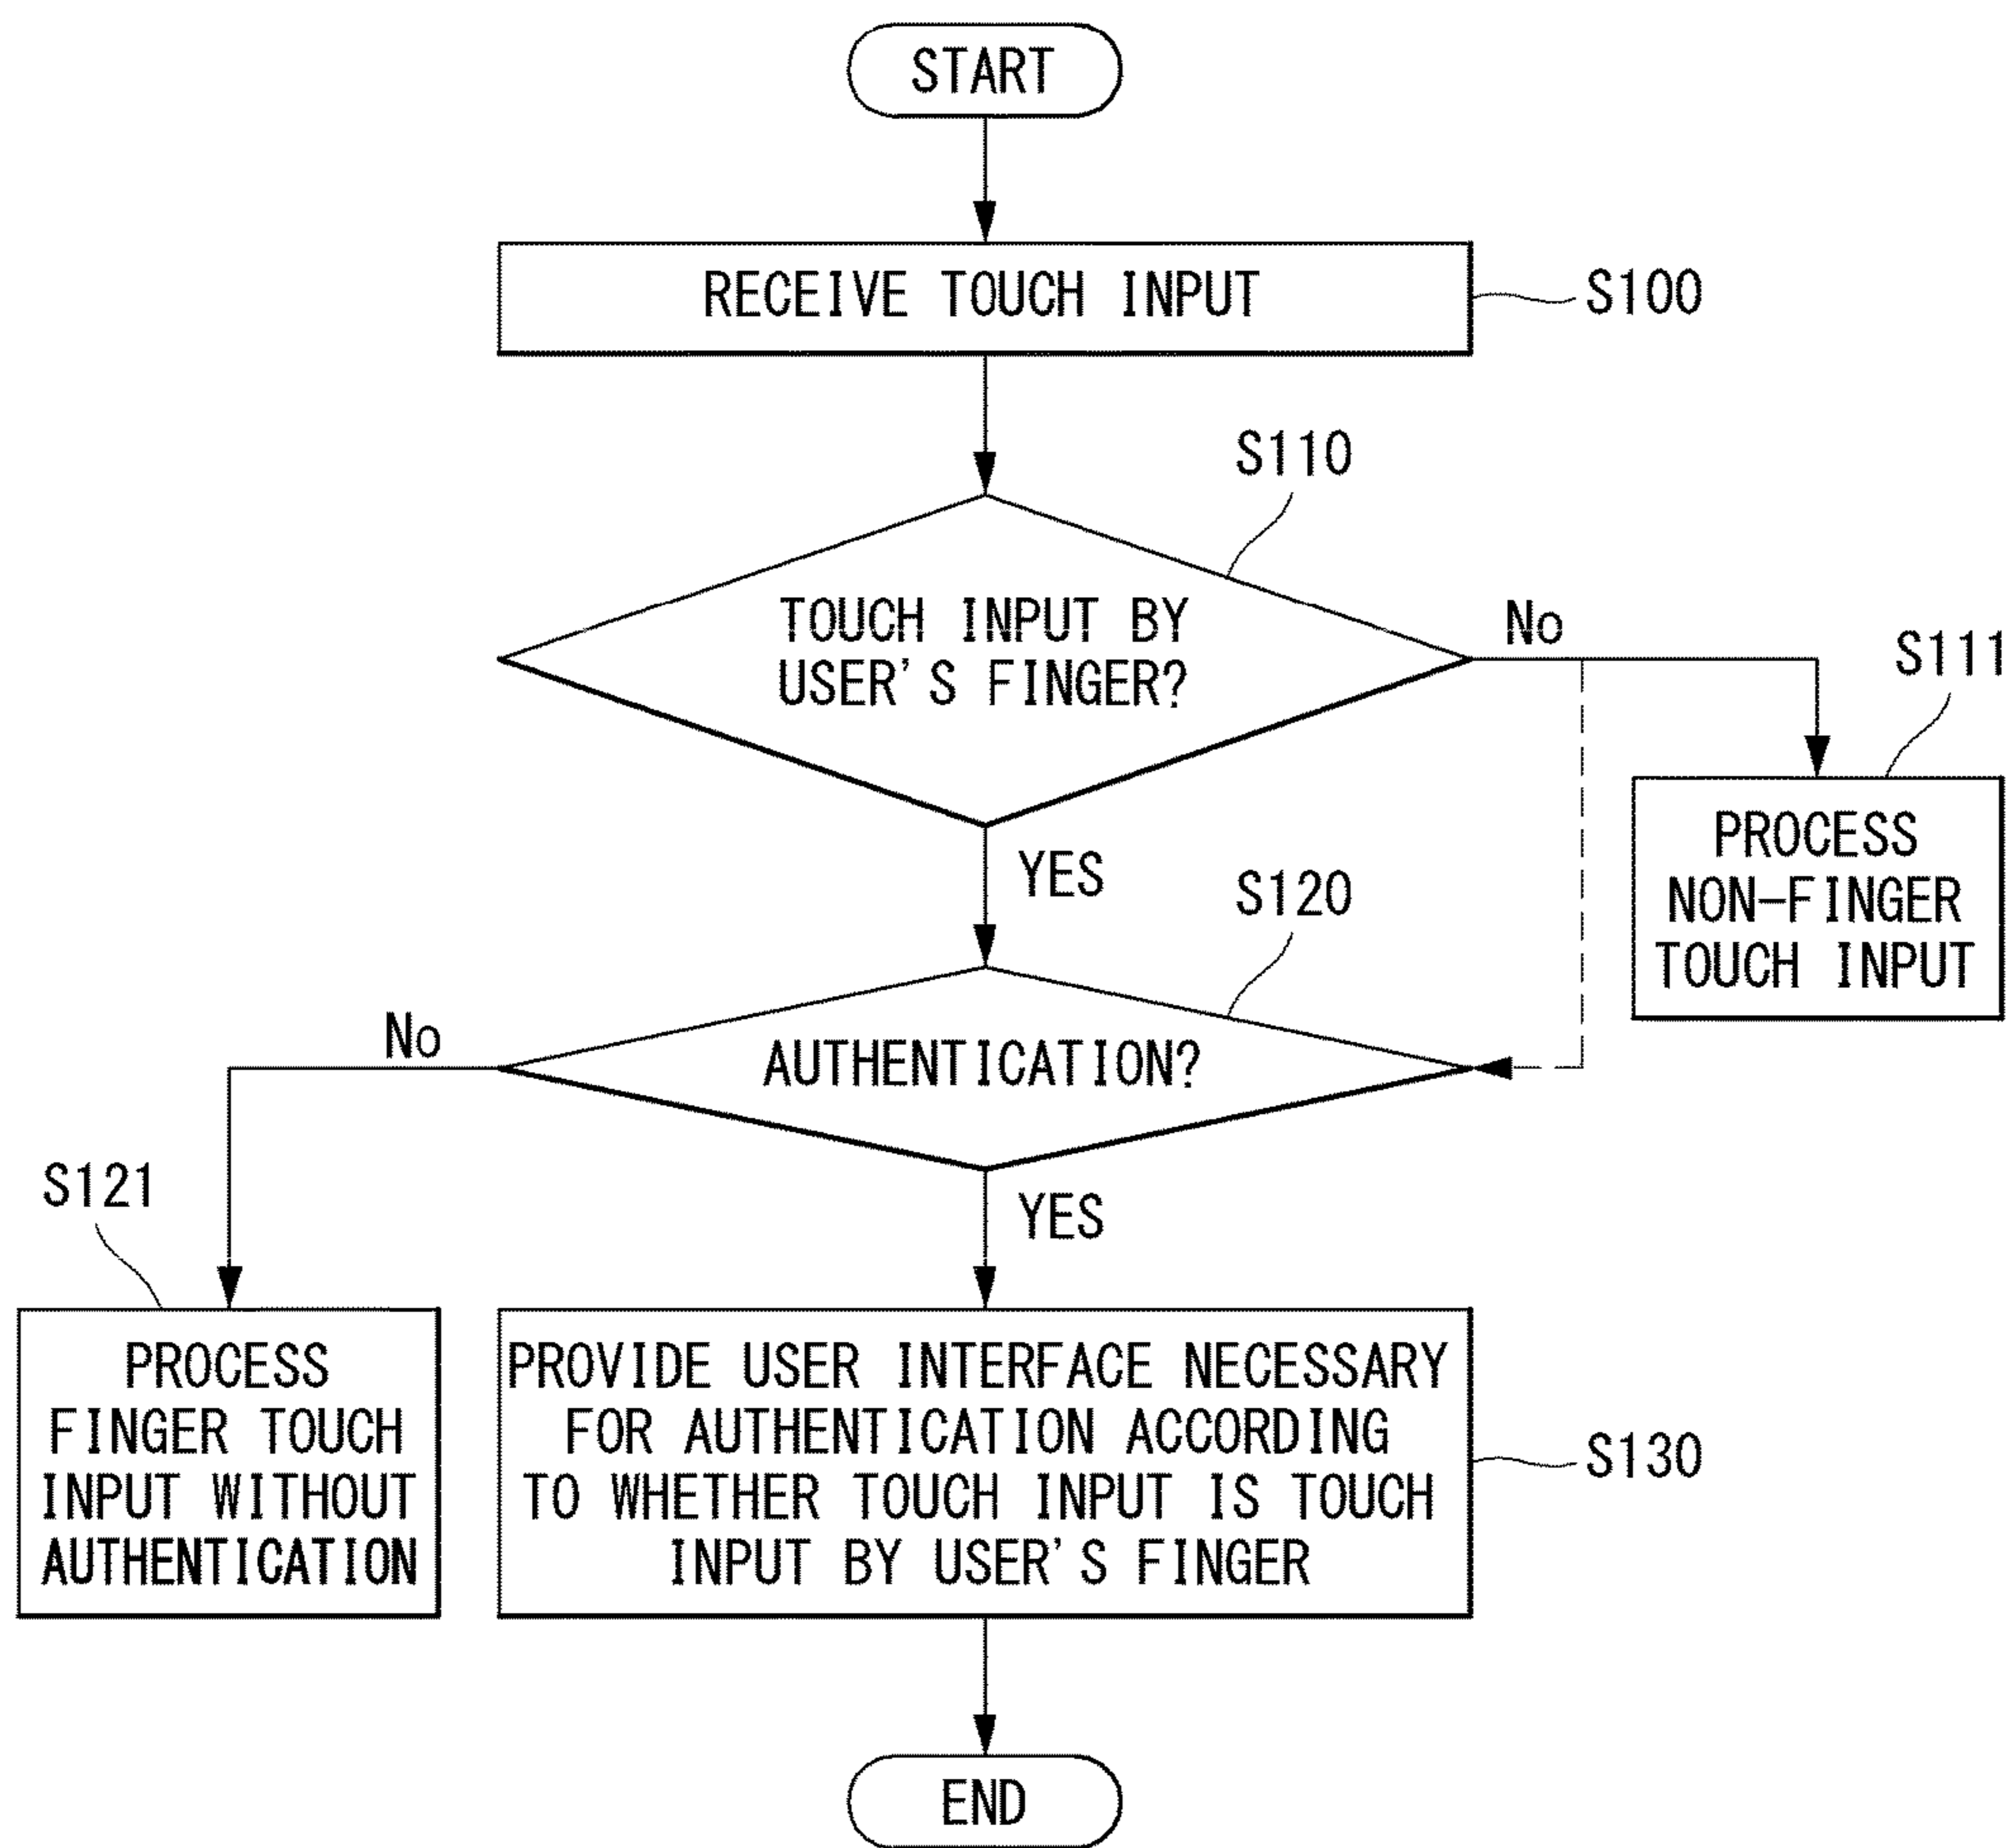 START
RECEIVE TOUCH INPUT
S100
S110
TOUCH INPUT BY
USER'S FINGER?
No
S111
PROCESS
NON-FINGER
TOUCH INPUT
YES
S120
AUTHENTICATION?
No
S121
YES
PROCESS
FINGER TOUCH
INPUT WITHOUT
AUTHENTICATION
PROVIDE USER INTERFACE NECESSARY
FOR AUTHENTICATION ACCORDING
TO WHETHER TOUCH INPUT IS TOUCH
INPUT BY USER'S FINGER
S130
END